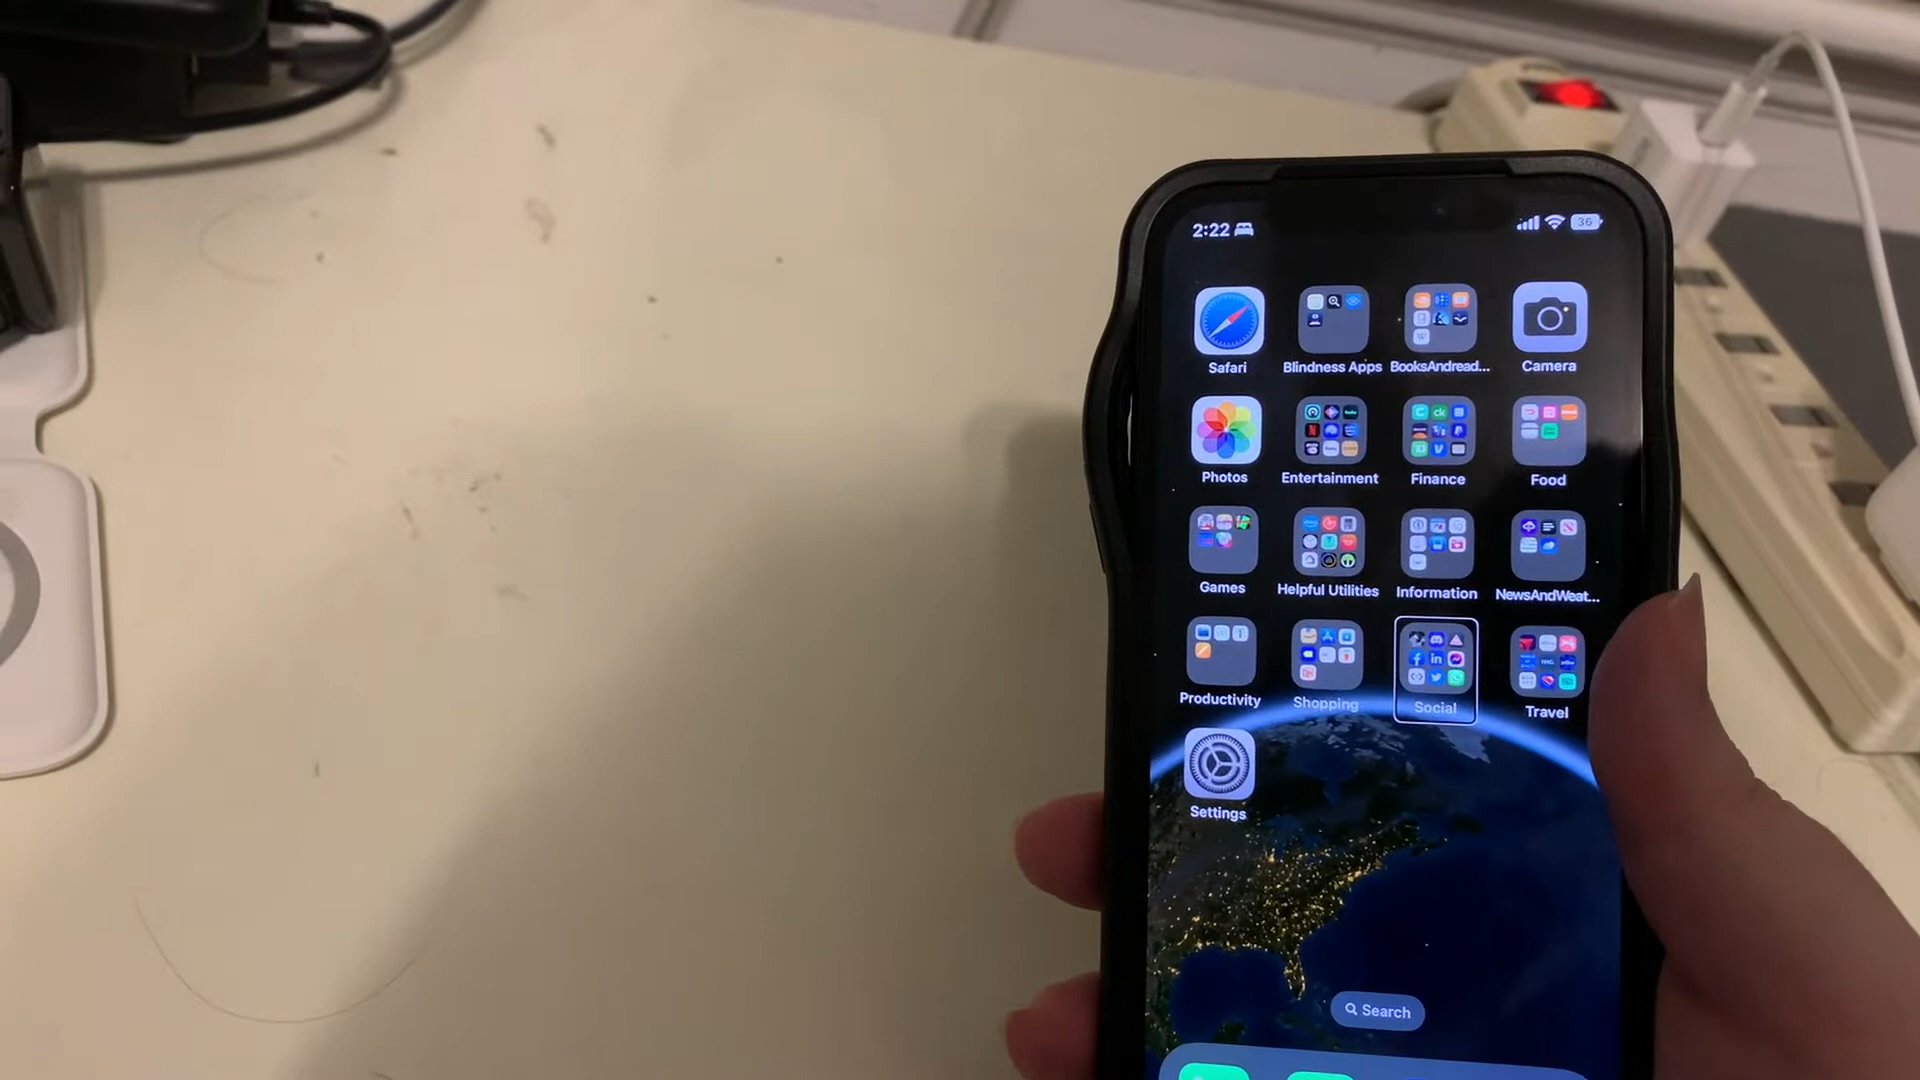 2:22 36
Safari Blindness Apps BooksAndread... Camera
Photos Entertainment Finance Food
Games Helpful Utilities Information NewsAndWeat...
Productivity Shopping Social Travel
Settings
Search